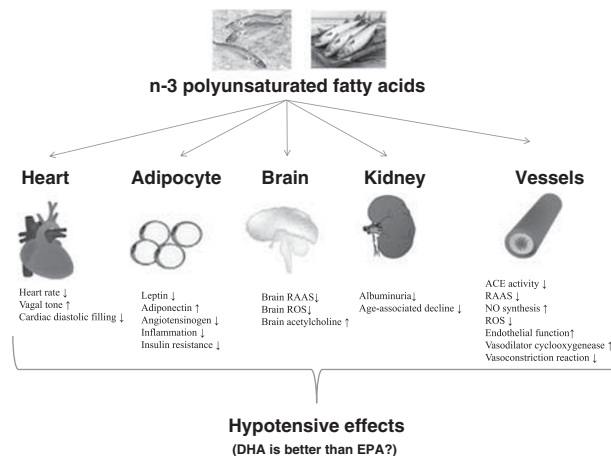 n-3 polyunsaturated fatty acids
Heart
Adipocyte
Brain
Kidney
Vessels
Heart rate ↓
Vagal tone ↑
Cardiac diastolic filling ↓
Leptin ↓
Adiponectin ↑
Angiotensinogen ↓
Inflammation ↓
Insulin resistance ↓
Brain RAAS↓
Brain ROS↓
Brain acetylcholine ↑
Albuminuria↓
Age-associated decline ↓
ACE activity ↓
RAAS ↓
NO synthesis ↑
ROS ↓
Endothelial function↑
Vasodilator cyclooxygenase ↑
Vasoconstriction reaction ↓
Hypotensive effects
(DHA is better than EPA?)